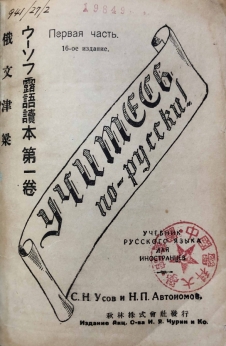 941/27/2
19649
Первая часть.
16-ое издание.
ウーソフ露語讀本 第一卷
俄文津梁
УЧИТЕСЬ
по-русски!
УЧЕБНИК
РУССКОГО ЯЗЫКА
ДЛЯ
ИНОСТРАНЦЕВ
С. Н. Усов и Н. П. Автономов.
秋林株式會社發行
Издание Акц. О-ва И. Я. Чурин и Ко.